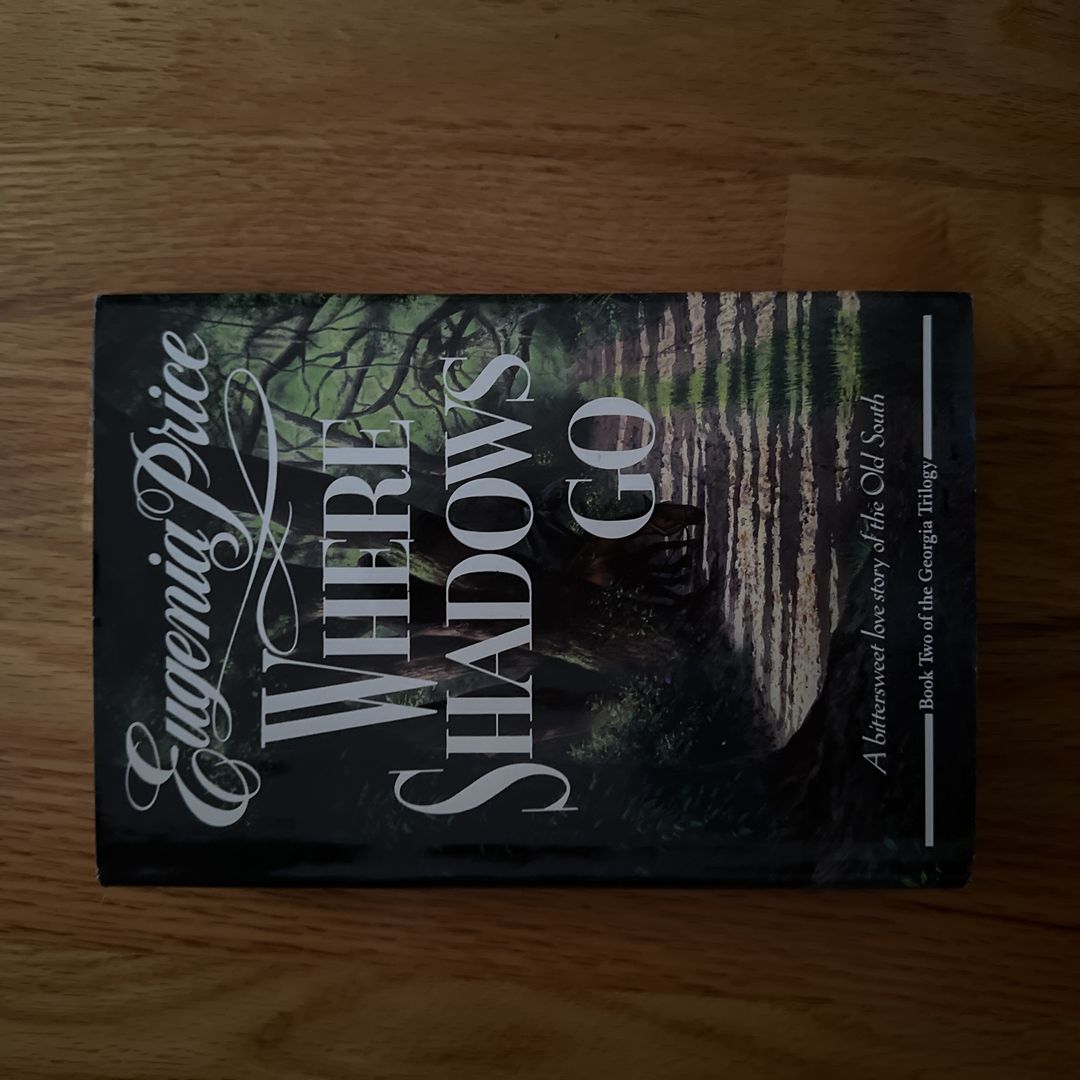 Eugenia Price
WHERE
SHADOWS
GO
A bittersweet love story of the Old South
Book Two of the Georgia Trilogy